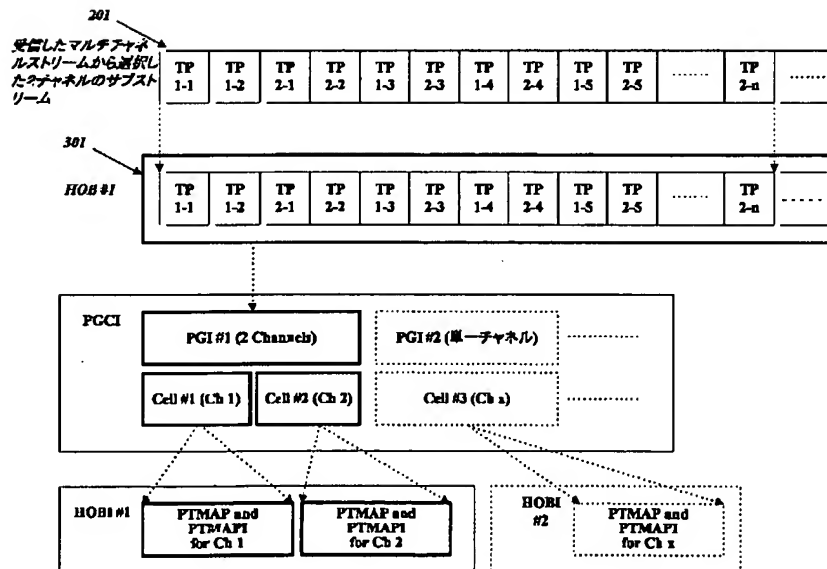 201
受信したマルチチャネ
ルストリームから選択し
た2チャネルのサブスト
リーム
TP 1-1 TP 1-2 TP 2-1 TP 2-2 TP 1-3 TP 2-3 TP 1-4 TP 2-4 TP 1-5 TP 2-5 ...... TP 2-n ......
301
HOB #1
TP 1-1 TP 1-2 TP 2-1 TP 2-2 TP 1-3 TP 2-3 TP 1-4 TP 2-4 TP 1-5 TP 2-5 ...... TP 2-n ......
PGCI
PGI #1 (2 Channels)
PGI #2 (単一チャネル)
Cell #1 (Ch 1)
Cell #2 (Ch 2)
Cell #3 (Ch x)
HOBI #1
PTMAP and
PTMAPI
for Ch 1
PTMAP and
PTMAPI
for Ch 2
HOBI
#2
PTMAP and
PTMAPI
for Ch x